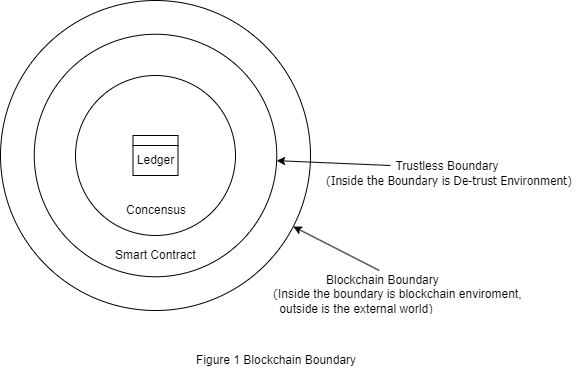 Ledger
Trustless Boundary
(Inside the Boundary is De-trust Environment)
Concensus
Smart Contract
Blockchain Boundary
(Inside the boundary is blockchain enviroment,
outside is the external world)
Figure 1 Blockchain Boundary